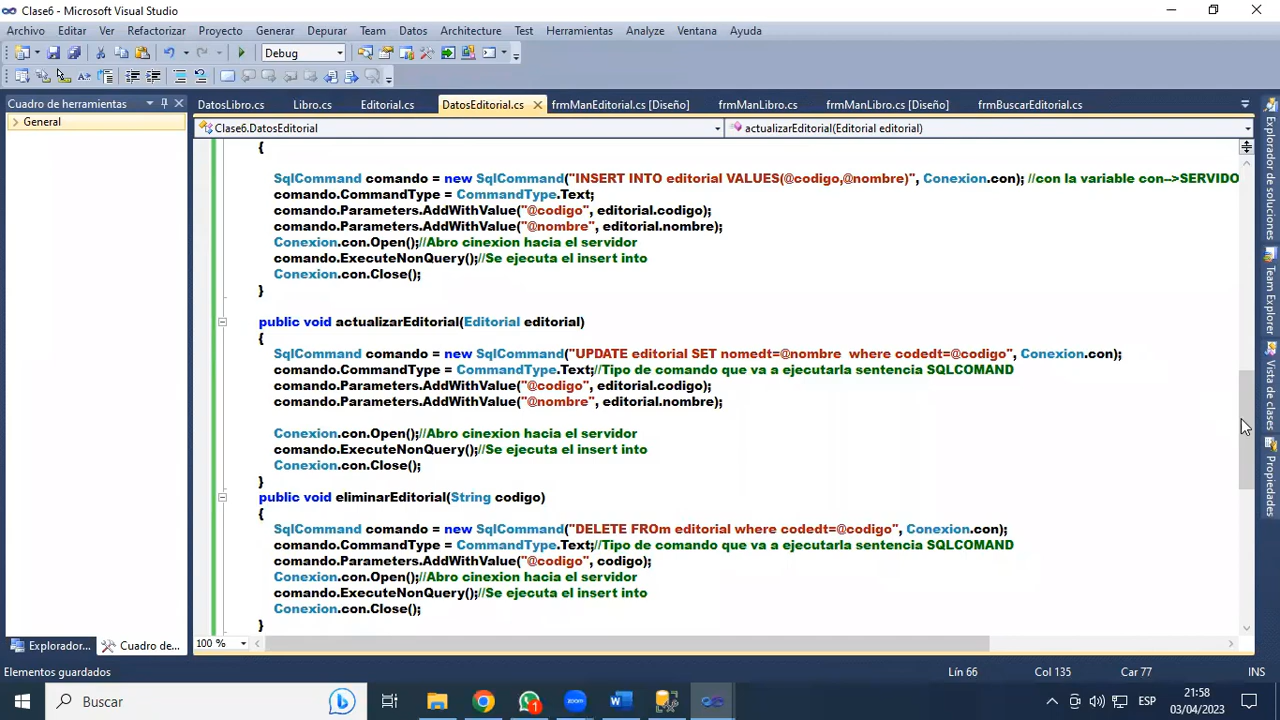 Clase6 - Microsoft Visual Studio
Archivo Editar Ver Refactorizar Proyecto Generar Depurar Team Datos Architecture Herramientas Analyze Ventana Ayuda
Debug
Cuadro de herramientas
General
DatosLibro.cs Libro.cs Editorial.cs DatosEditorial.cs frmManEditorial.cs [Diseño] frmManLibro.cs frmManLibro.cs [Diseño] frmBuscarEditorial.cs
Clase6.DatosEditorial actualizarEditorial(Editorial editorial)
{
SqlCommand comando = new SqlCommand("INSERT INTO editorial VALUES(@codigo,@nombre)", Conexion.con); //con la variable con-->SERVIDO
comando.CommandType = CommandType.Text;
comando.Parameters.AddWithValue("@codigo", editorial.codigo);
comando.Parameters.AddWithValue("@nombre", editorial.nombre);
Conexion.con.Open();//Abro cinexion hacia el servidor
comando.ExecuteNonQuery();//Se ejecuta el insert into
Conexion.con.Close();
}
public void actualizarEditorial(Editorial editorial)
{
SqlCommand comando = new SqlCommand("UPDATE editorial SET nomedt=@nombre  where codedt=@codigo", Conexion.con);
comando.CommandType = CommandType.Text;//Tipo de comando que va a ejecutarla sentencia SQLCOMAND
comando.Parameters.AddWithValue("@codigo", editorial.codigo);
comando.Parameters.AddWithValue("@nombre", editorial.nombre);
Conexion.con.Open();//Abro cinexion hacia el servidor
comando.ExecuteNonQuery();//Se ejecuta el insert into
Conexion.con.Close();
}
public void eliminarEditorial(String codigo)
{
SqlCommand comando = new SqlCommand("DELETE FROm editorial where codedt=@codigo", Conexion.con);
comando.CommandType = CommandType.Text;//Tipo de comando que va a ejecutarla sentencia SQLCOMAND
comando.Parameters.AddWithValue("@codigo", codigo);
Conexion.con.Open();//Abro cinexion hacia el servidor
comando.ExecuteNonQuery();//Se ejecuta el insert into
Conexion.con.Close();
}
100 %
Explorador de soluciones
Team Explorer
Vista de clases
Propiedades
Explorador... Cuadro de...
Elementos guardados Lín 66 Col 135 Car 77 INS
Buscar
zoom
1
ESP
21:58
03/04/2023